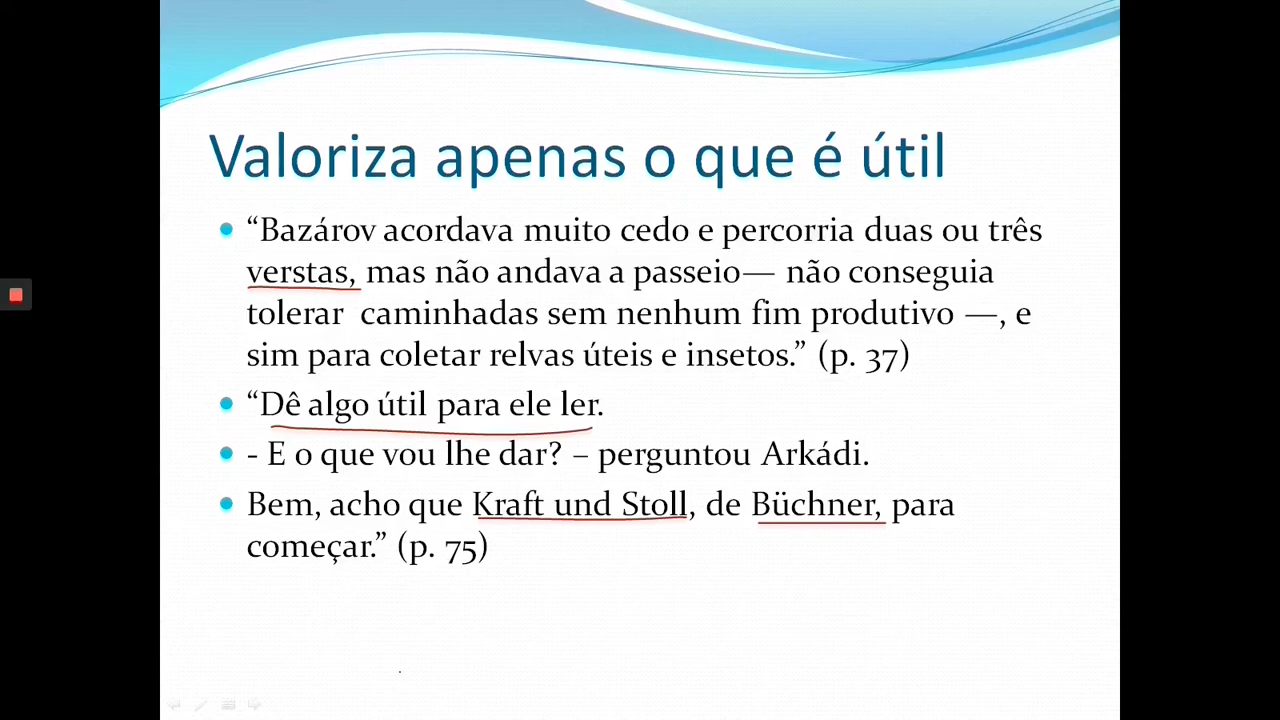 Valoriza apenas o que é útil
• “Bazárov acordava muito cedo e percorria duas ou três
verstas, mas não andava a passeio— não conseguia
tolerar  caminhadas sem nenhum fim produtivo —, e
sim para coletar relvas úteis e insetos.” (p. 37)
• “Dê algo útil para ele ler.
• - E o que vou lhe dar? – perguntou Arkádi.
• Bem, acho que Kraft und Stoll, de Büchner, para
começar.” (p. 75)